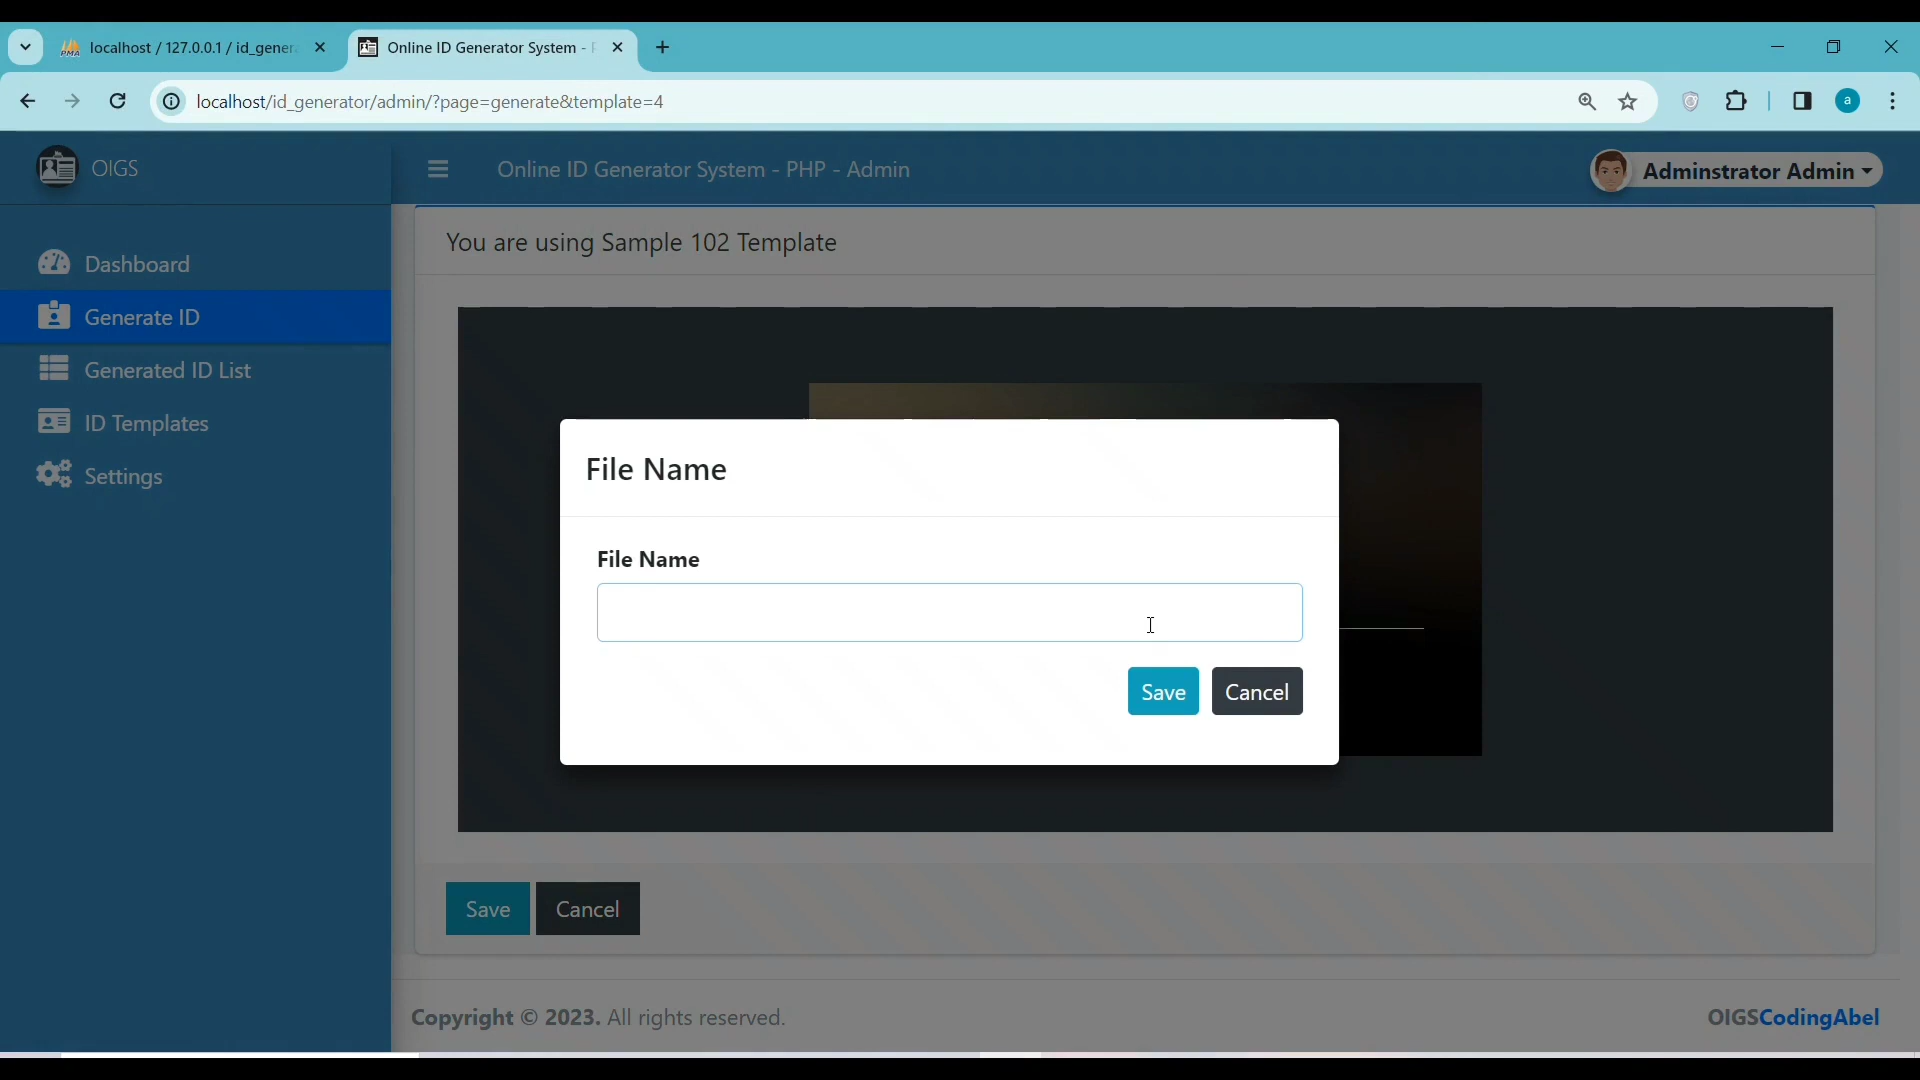 localhost / 127.0.0.1 / id_gener
Online ID Generator System -
localhost/id_generator/admin/?page=generate&template=4
a
OIGS
Online ID Generator System - PHP - Admin
Adminstrator Admin
Dashboard
Generate ID
Generated ID List
ID Templates
Settings
You are using Sample 102 Template
File Name
File Name
Save Cancel
Save Cancel
Copyright © 2023. All rights reserved.
OIGSCodingAbel